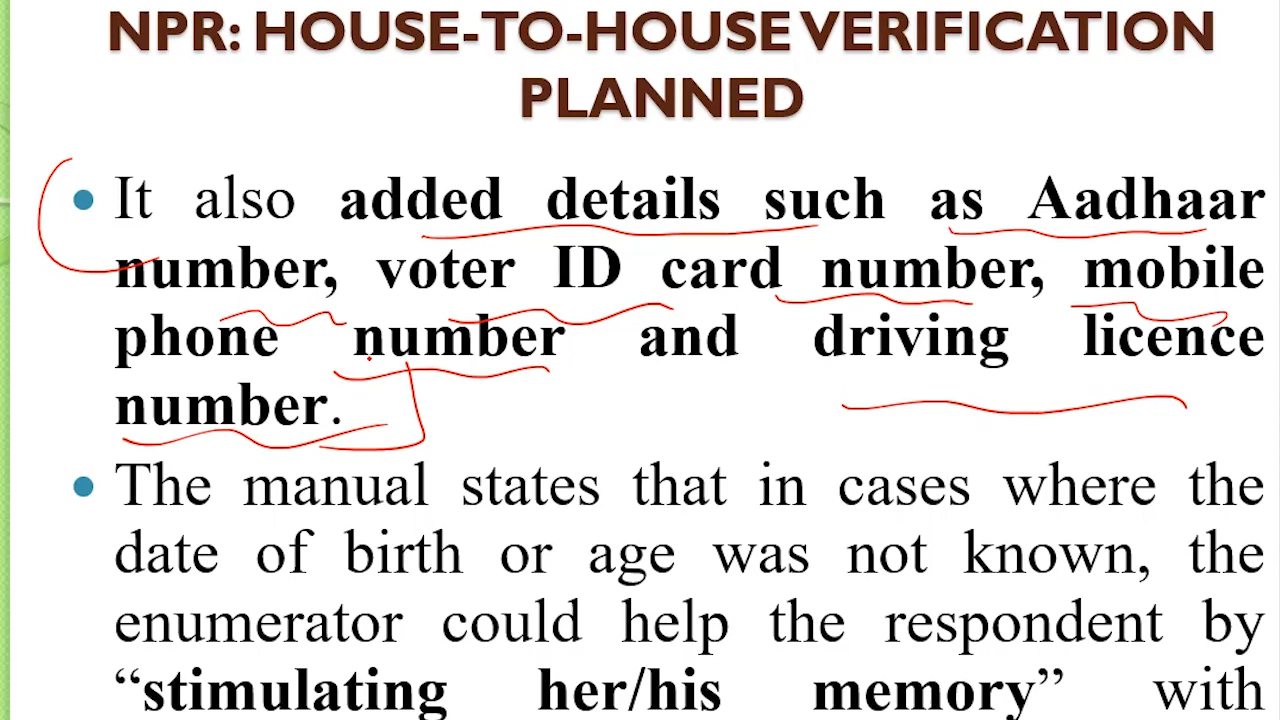 NPR: HOUSE-TO-HOUSE VERIFICATION
PLANNED
• It also added details such as Aadhaar
number, voter ID card number, mobile
phone number and driving licence
number.
• The manual states that in cases where the
date of birth or age was not known, the
enumerator could help the respondent by
“stimulating her/his memory” with